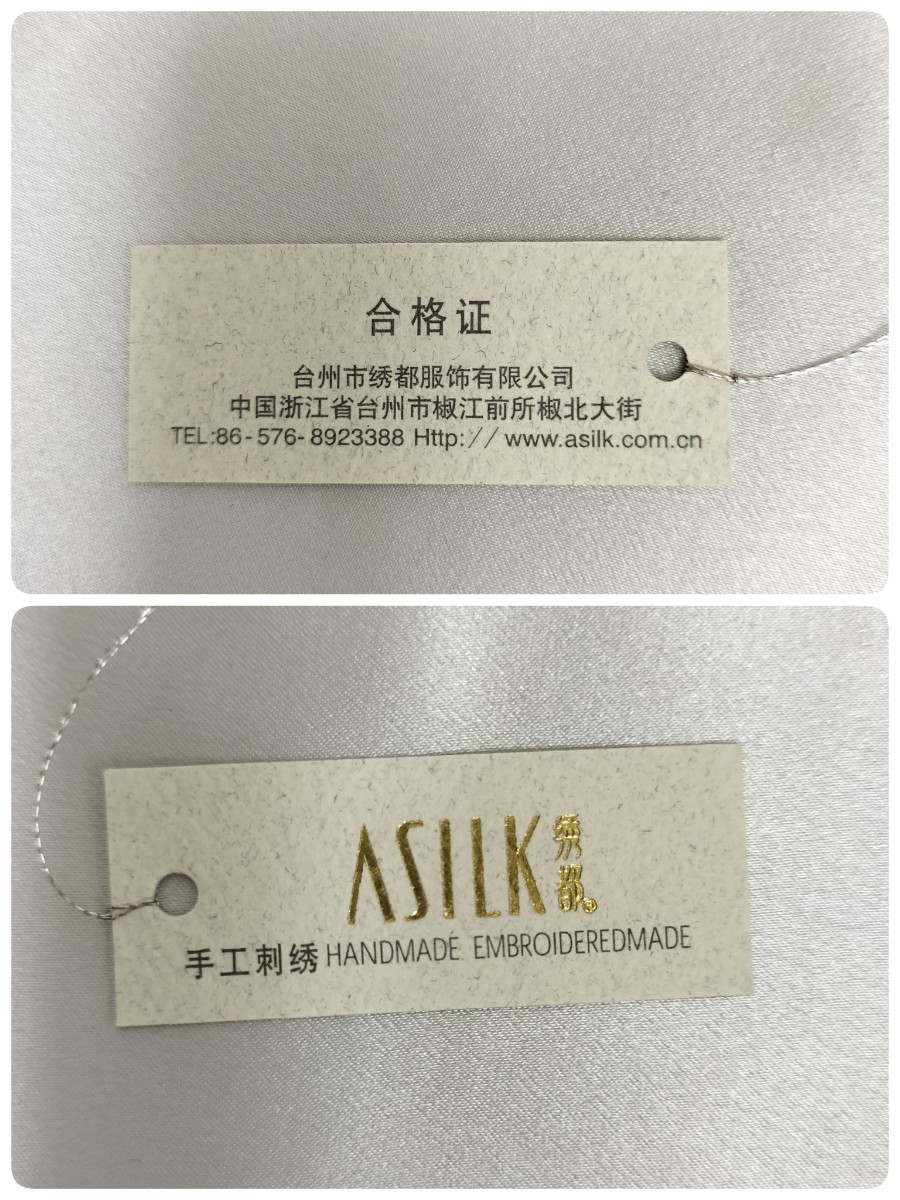 合格证
台州市绣都服饰有限公司
中国浙江省台州市椒江前所椒北大街
TEL:86-576-8923388 Http://www.asilk.com.cn
ASILK 绣都®
手工刺绣 HANDMADE EMBROIDEREDMADE